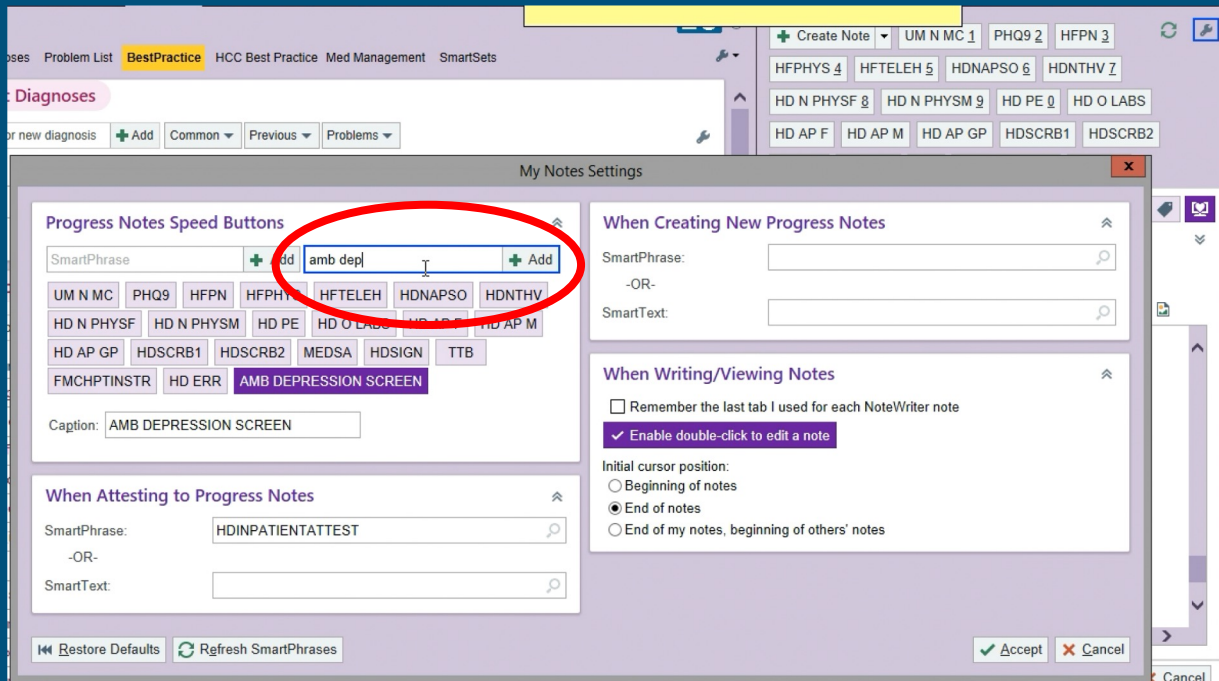 Create Note UM N MC 1 PHQ9 2 HFPN 3
HFPHYS 4 HFTELEH 5 HDNAPSO 6 HDNTHV 7
HD N PHYSF 8 HD N PHYSM 9 HD PE 0 HD O LABS
HD AP F HD AP M HD AP GP HDSCRB1 HDSCRB2
oses Problem List BestPractice HCC Best Practice Med Management SmartSets
: Diagnoses
or new diagnosis Add Common Previous Problems
My Notes Settings
Progress Notes Speed Buttons
SmartPhrase Add amb dep Add
UM N MC PHQ9 HFPN HFPHYS HFTELEH HDNAPSO HDNTHV
HD N PHYSF HD N PHYSM HD PE HD O LABS HD AP F HD AP M
HD AP GP HDSCRB1 HDSCRB2 MEDSA HDSIGN TTB
FMCHPTINSTR HD ERR AMB DEPRESSION SCREEN
Caption: AMB DEPRESSION SCREEN
When Attesting to Progress Notes
SmartPhrase: HDINPATIENTATTEST
-OR-
SmartText:
When Creating New Progress Notes
SmartPhrase:
-OR-
SmartText:
When Writing/Viewing Notes
Remember the last tab I used for each NoteWriter note
Enable double-click to edit a note
Initial cursor position:
Beginning of notes
End of notes
End of my notes, beginning of others' notes
Restore Defaults Refresh SmartPhrases Accept Cancel
Cancel